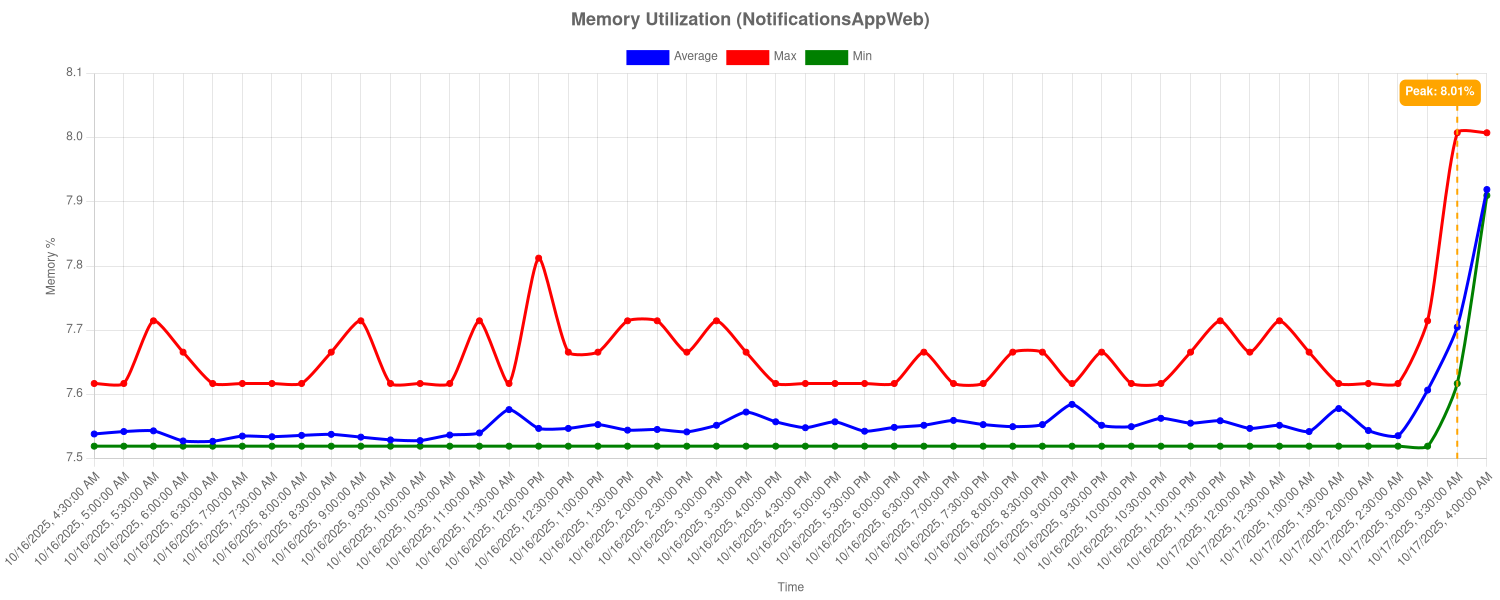 Memory Utilization (NotificationsAppWeb)
Average Max Min
8.1
Peak: 8.01%
8.0
7.9
7.8
7.7
7.6
7.5
Memory %
10/16/2025, 4:30:00 AM
10/16/2025, 5:00:00 AM
10/16/2025, 5:30:00 AM
10/16/2025, 6:00:00 AM
10/16/2025, 6:30:00 AM
10/16/2025, 7:00:00 AM
10/16/2025, 7:30:00 AM
10/16/2025, 8:00:00 AM
10/16/2025, 8:30:00 AM
10/16/2025, 9:00:00 AM
10/16/2025, 9:30:00 AM
10/16/2025, 10:00:00 AM
10/16/2025, 10:30:00 AM
10/16/2025, 11:00:00 AM
10/16/2025, 11:30:00 AM
10/16/2025, 12:00:00 PM
10/16/2025, 12:30:00 PM
10/16/2025, 1:00:00 PM
10/16/2025, 1:30:00 PM
10/16/2025, 2:00:00 PM
10/16/2025, 2:30:00 PM
10/16/2025, 3:00:00 PM
10/16/2025, 3:30:00 PM
10/16/2025, 4:00:00 PM
10/16/2025, 4:30:00 PM
10/16/2025, 5:00:00 PM
10/16/2025, 5:30:00 PM
10/16/2025, 6:00:00 PM
10/16/2025, 6:30:00 PM
10/16/2025, 7:00:00 PM
10/16/2025, 7:30:00 PM
10/16/2025, 8:00:00 PM
10/16/2025, 8:30:00 PM
10/16/2025, 9:00:00 PM
10/16/2025, 9:30:00 PM
10/16/2025, 10:00:00 PM
10/16/2025, 10:30:00 PM
10/16/2025, 11:00:00 PM
10/16/2025, 11:30:00 PM
10/17/2025, 12:00:00 AM
10/17/2025, 12:30:00 AM
10/17/2025, 1:00:00 AM
10/17/2025, 1:30:00 AM
10/17/2025, 2:00:00 AM
10/17/2025, 2:30:00 AM
10/17/2025, 3:00:00 AM
10/17/2025, 3:30:00 AM
10/17/2025, 4:00:00 AM
Time